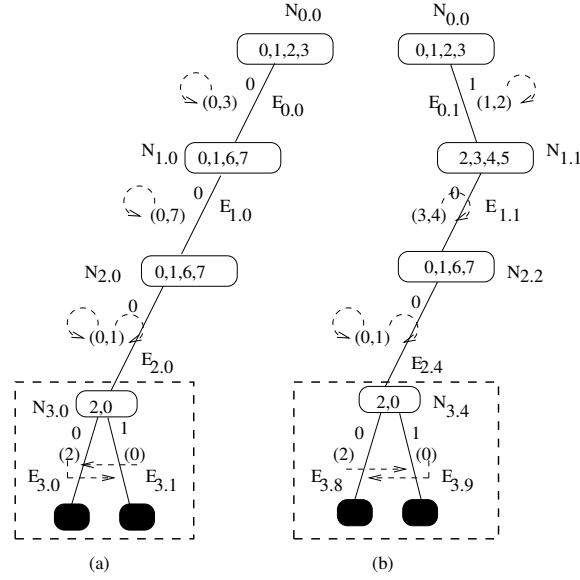 N0.0 N0.0
0,1,2,3 0,1,2,3
0 1
(0,3) E0.0 E0.1 (1,2)
N1.0 0,1,6,7 2,3,4,5 N1.1
0 0
(0,7) E1.0 (3,4) E1.1
N2.0 0,1,6,7 0,1,6,7 N2.2
0 0
(0,1) (0,1)
E2.0 E2.4
N3.0 2,0 2,0 N3.4
0 1 0 1
(2) (0) (2) (0)
E3.0 E3.1 E3.8 E3.9
(a) (b)